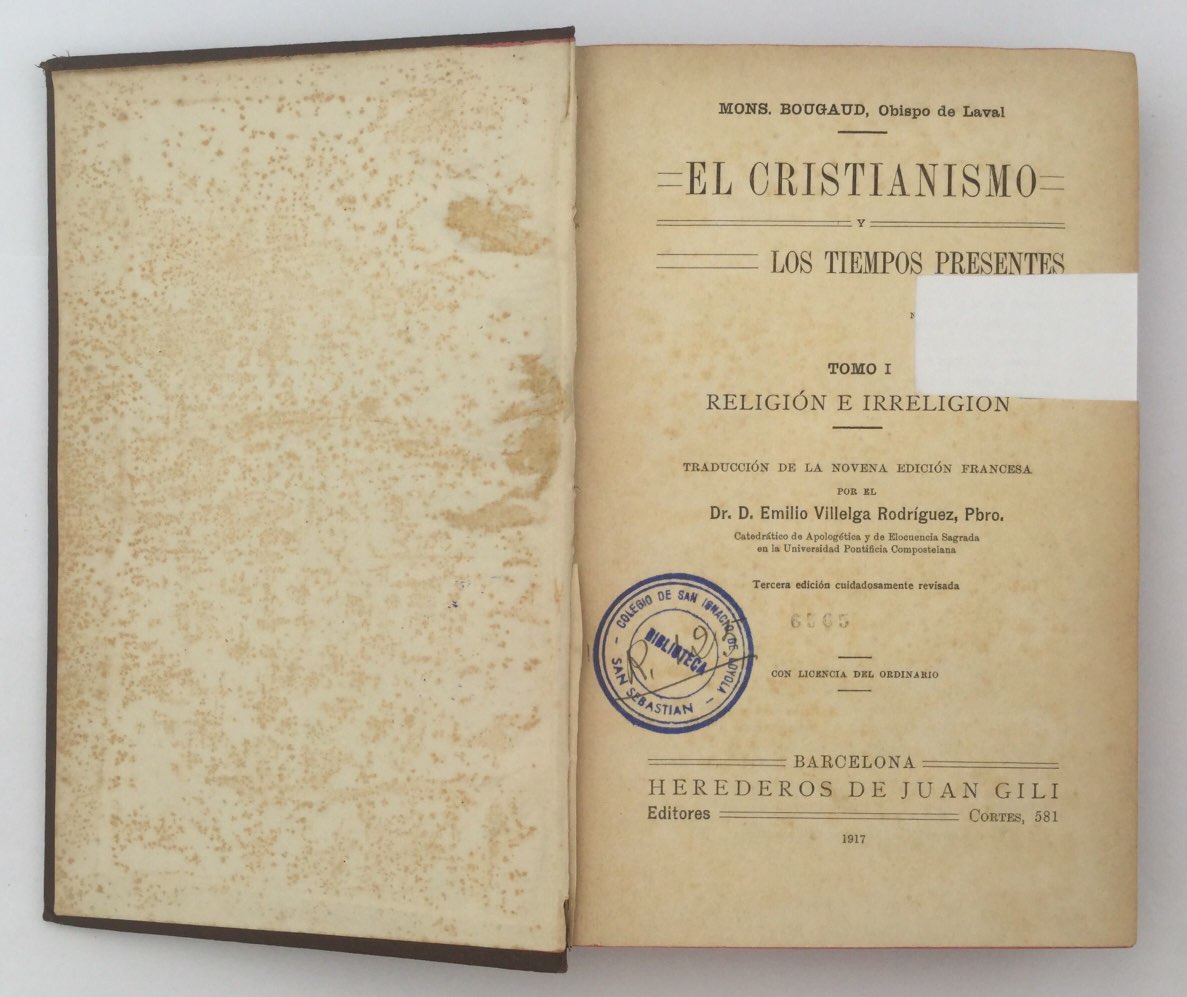 MONS. BOUGAUD, Obispo de Laval
EL CRISTIANISMO
Y
LOS TIEMPOS PRESENTES
TOMO I
RELIGIÓN E IRRELIGION
TRADUCCIÓN DE LA NOVENA EDICIÓN FRANCESA
POR EL
Dr. D. Emilio Villelga Rodríguez, Pbro.
Catedrático de Apologética y de Elocuencia Sagrada
en la Universidad Pontificia Compostelana
Tercera edición cuidadosamente revisada
COLEGIO DE SAN IGNACIO DE LOYOLA
BIBLIOTECA
SAN SEBASTIAN
CON LICENCIA DEL ORDINARIO
BARCELONA
HEREDEROS DE JUAN GILI
Editores CORTES, 581
1917